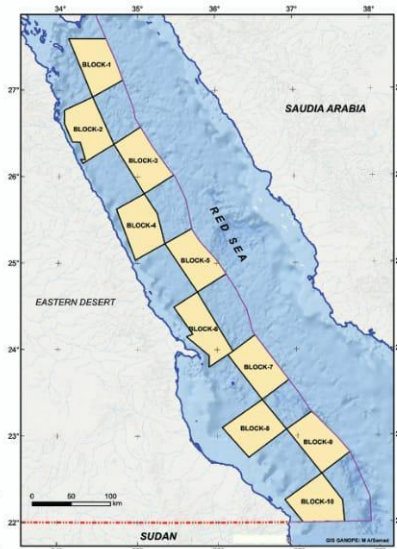 34°
35°
36°
37°
38
BLOCK-1
27°
SAUDIA ARABIA
BLOCK-2
BLOCK-3
26°
BLOCK-4
RED SEA
BLOCK-5
25°
EASTERN DESERT
BLOCK-6
24°
BLOCK-7
BLOCK-8
BLOCK-9
23°
BLOCK-10
0 50 100
km
22°
SUDAN
GIS GANOPE: M A/Samad